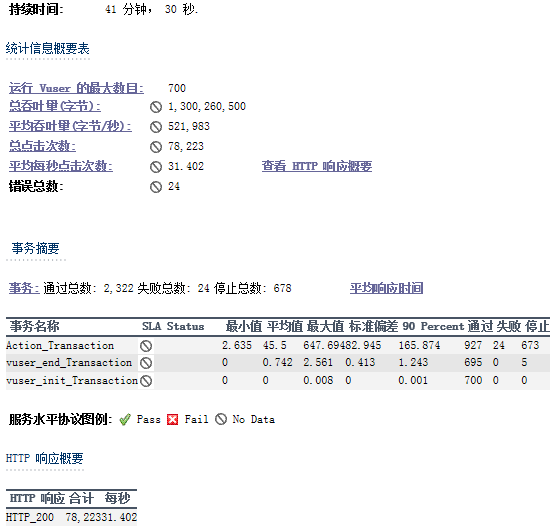 持续时间: 41 分钟, 30 秒.
统计信息概要表
运行 Vuser 的最大数目: 700
总吞吐量(字节): 1,300,260,500
平均吞吐量(字节/秒): 521,983
总点击次数: 78,223
平均每秒点击次数: 31.402 查看 HTTP 响应概要
错误总数: 24
事务摘要
事务: 通过总数: 2,322 失败总数: 24 停止总数: 678 平均响应时间
事务名称 SLA Status 最小值 平均值 最大值 标准偏差 90 Percent 通过 失败 停止
Action_Transaction 2.635 45.5 647.69482.945 165.874 927 24 673
vuser_end_Transaction 0 0.742 2.561 0.413 1.243 695 0 5
vuser_init_Transaction 0 0 0.008 0 0.001 700 0 0
服务水平协议图例: Pass Fail No Data
HTTP 响应概要
HTTP 响应 合计 每秒
HTTP_200 78,22331.402